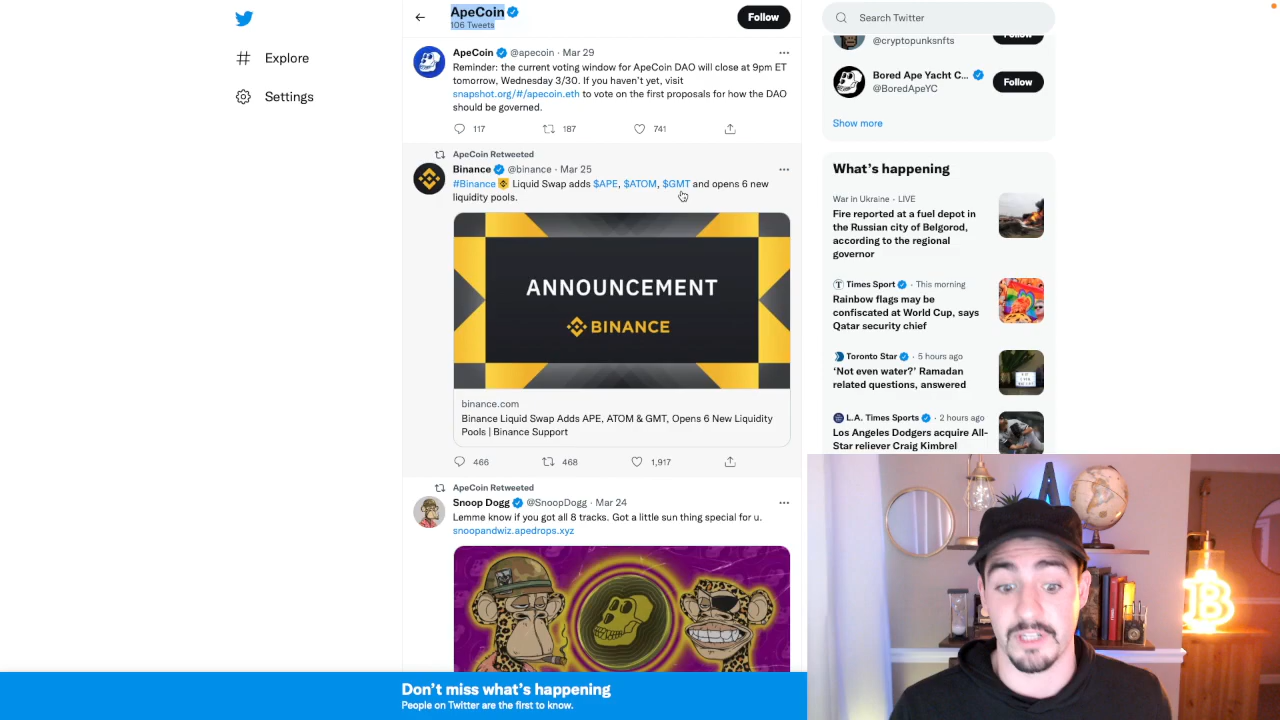 Explore
Settings
ApeCoin
106 Tweets
Follow
ApeCoin @apecoin · Mar 29
Reminder: the current voting window for ApeCoin DAO will close at 9pm ET
tomorrow, Wednesday 3/30. If you haven't yet, visit
snapshot.org/#/apecoin.eth to vote on the first proposals for how the DAO
should be governed.
117 187 741
ApeCoin Retweeted
Binance @binance · Mar 25
#Binance Liquid Swap adds $APE, $ATOM, $GMT and opens 6 new
liquidity pools.
ANNOUNCEMENT
BINANCE
binance.com
Binance Liquid Swap Adds APE, ATOM & GMT, Opens 6 New Liquidity
Pools | Binance Support
466 468 1,917
ApeCoin Retweeted
Snoop Dogg @SnoopDogg · Mar 24
Lemme know if you got all 8 tracks. Got a little sun thing special for u.
snoopandwiz.apedrops.xyz
Search Twitter
@cryptopunksnfts Follow
Bored Ape Yacht C...
@BoredApeYC
Follow
Show more
What's happening
War in Ukraine · LIVE
Fire reported at a fuel depot in
the Russian city of Belgorod,
according to the regional
governor
Times Sport · This morning
Rainbow flags may be
confiscated at World Cup, says
Qatar security chief
Toronto Star · 5 hours ago
'Not even water?' Ramadan
related questions, answered
L.A. Times Sports · 2 hours ago
Los Angeles Dodgers acquire All-
Star reliever Craig Kimbrel
Don't miss what's happening
People on Twitter are the first to know.